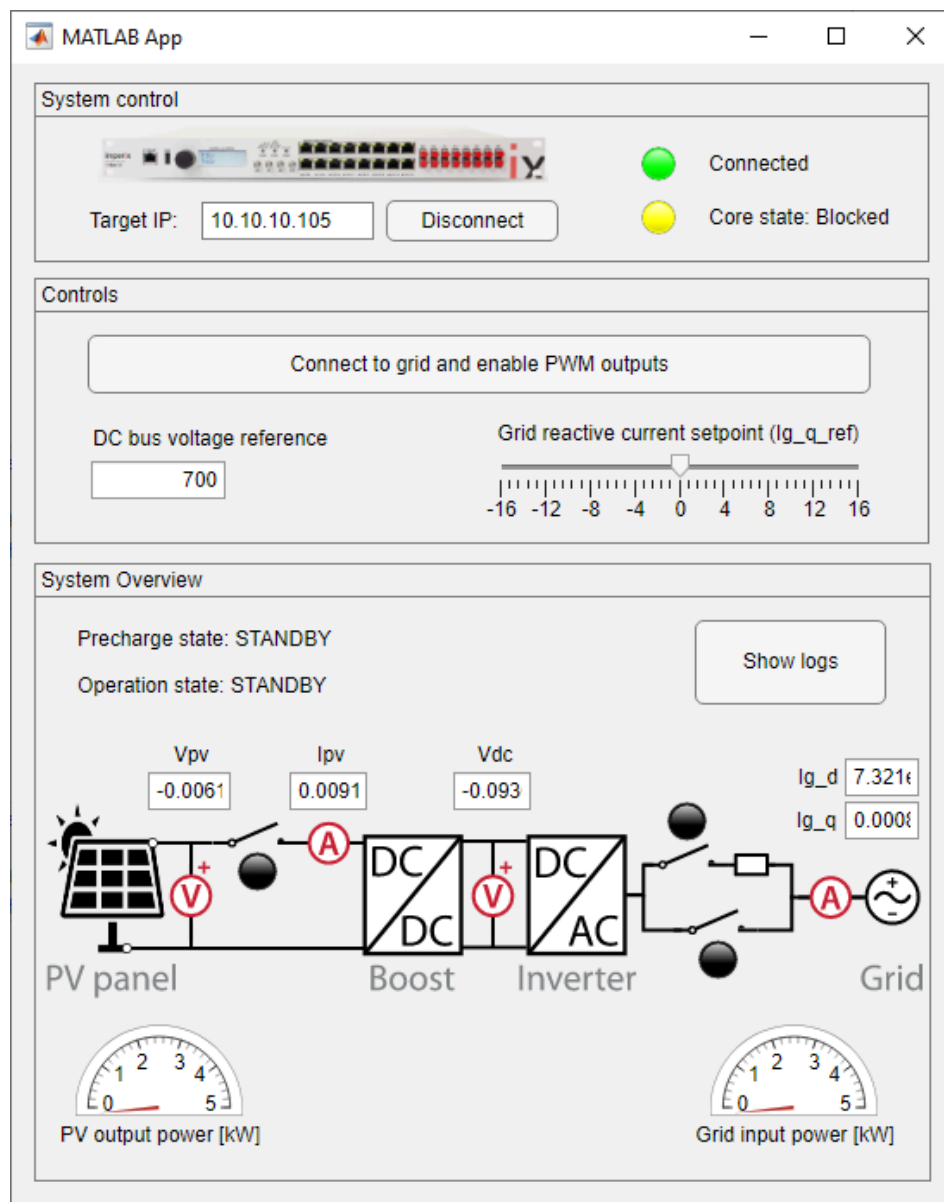 MATLAB App
System control
imperix
Connected
Target IP: 10.10.10.105 Disconnect
Core state: Blocked
Controls
Connect to grid and enable PWM outputs
DC bus voltage reference
700
Grid reactive current setpoint (Ig_q_ref)
-16 -12 -8 -4 0 4 8 12 16
System Overview
Precharge state: STANDBY
Operation state: STANDBY
Show logs
Vpv Ipv Vdc
-0.0061 0.0091 -0.093
Ig_d 7.321e
Ig_q 0.0008
A
V +
DC
DC
V +
DC
AC
A
+
-
PV panel Boost Inverter Grid
0 1 2 3 4 5
PV output power [kW]
0 1 2 3 4 5
Grid input power [kW]